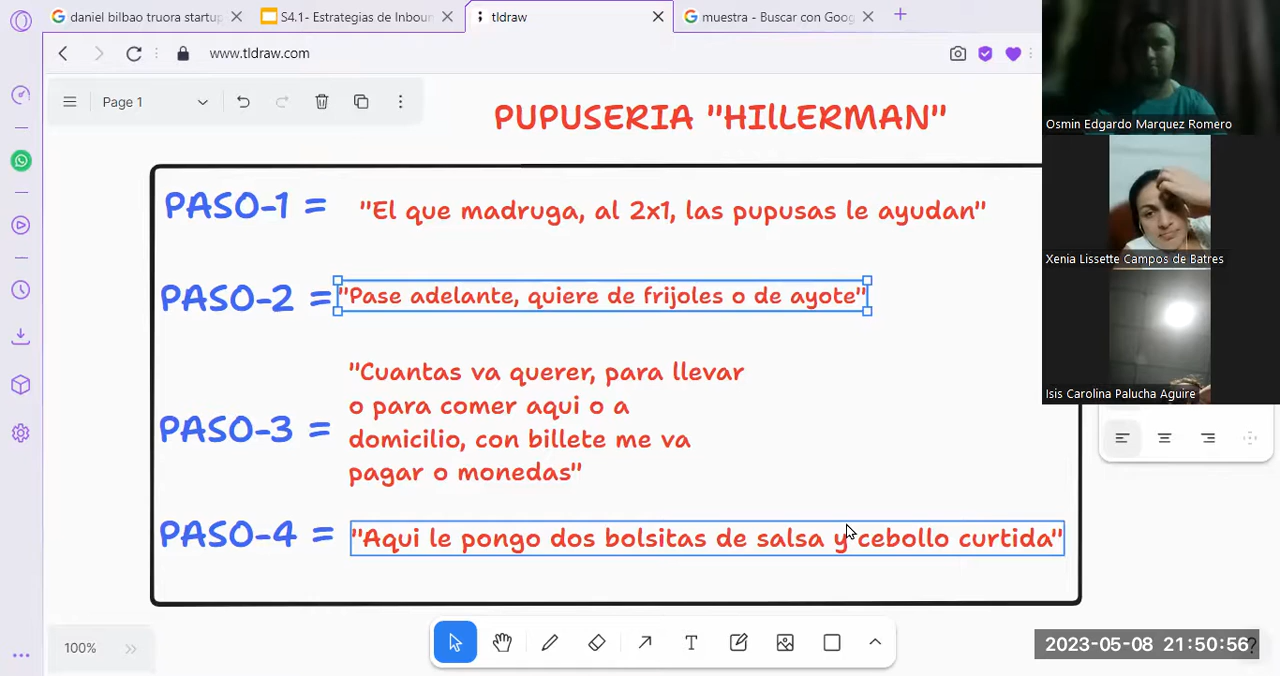 daniel bilbao truora startup
S4.1- Estrategias de Inboun
tldraw
muestra - Buscar con Goog
www.tldraw.com
Page 1
PUPUSERIA "HIlLERMAN"
Osmin Edgardo Marquez Romero
PASO-1 = "El que madruga, al 2x1, las pupusas le ayudan"
Xenia Lissette Campos de Batres
PASO-2 = "Pase adelante, quiere de frijoles o de ayote"
Isis Carolina Palucha Aguire
"Cuantas va querer, para llevar
o para comer aqui o a
PASO-3 = domicilio, con billete me va
pagar o monedas"
PASO-4 = "Aqui le pongo dos bolsitas de salsa y cebollo curtida"
100%
2023-05-08 21:50:56